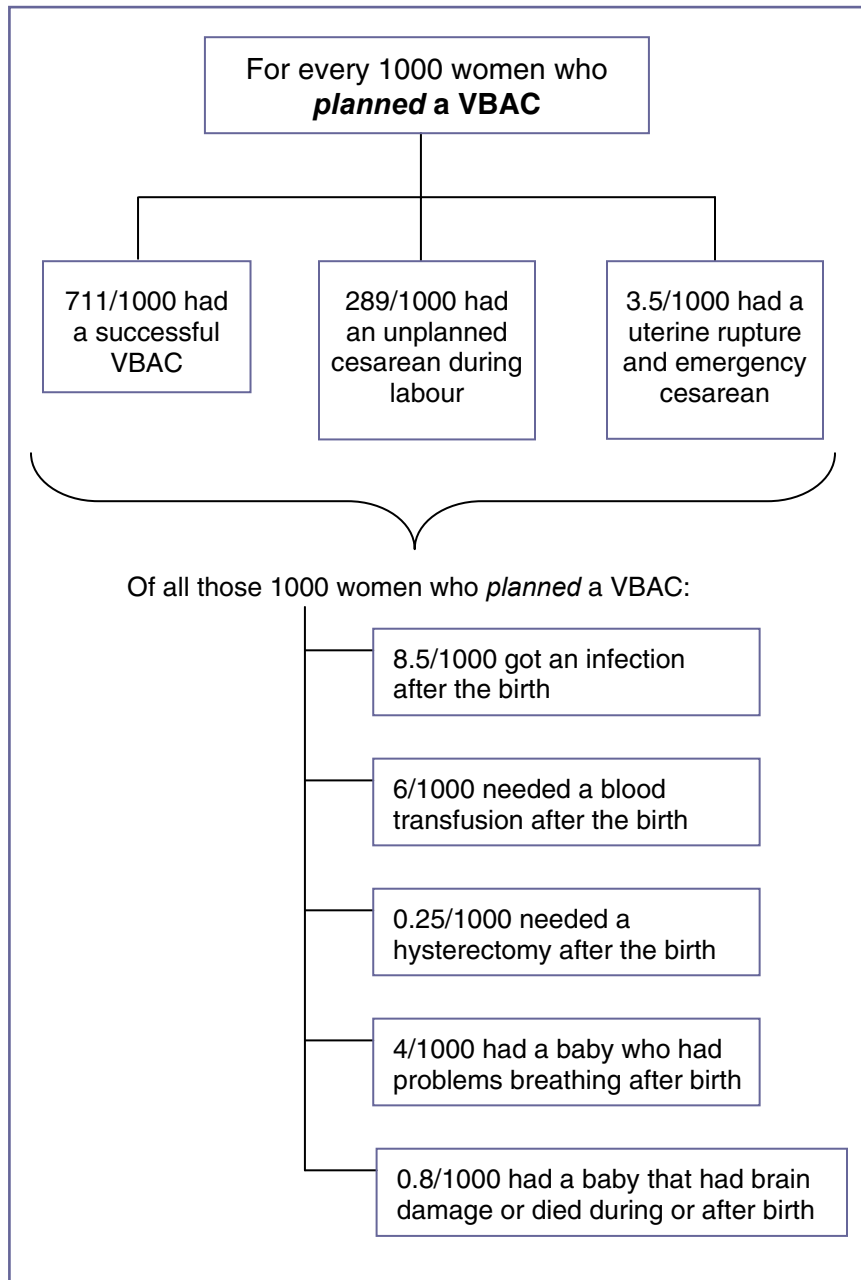 For every 1000 women who
planned a VBAC
711/1000 had
a successful
VBAC
289/1000 had
an unplanned
cesarean during
labour
3.5/1000 had a
uterine rupture
and emergency
cesarean
Of all those 1000 women who planned a VBAC:
8.5/1000 got an infection
after the birth
6/1000 needed a blood
transfusion after the birth
0.25/1000 needed a
hysterectomy after the birth
4/1000 had a baby who had
problems breathing after birth
0.8/1000 had a baby that had brain
damage or died during or after birth